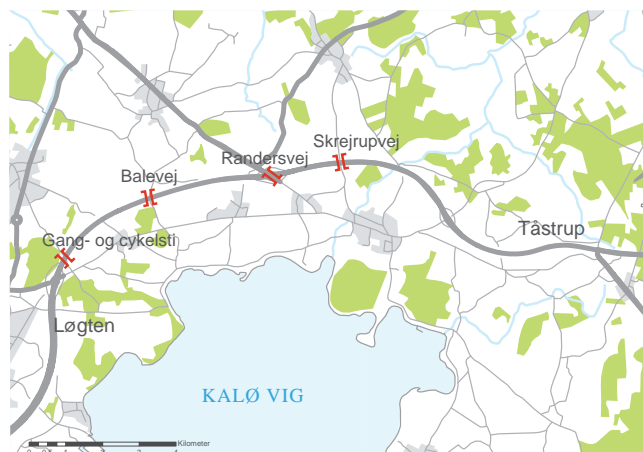 Skrejrupvej
Randersvej
Balevej
Tåstrup
Gang- og cykelsti
Løgten
KALØ VIG
Kilometer